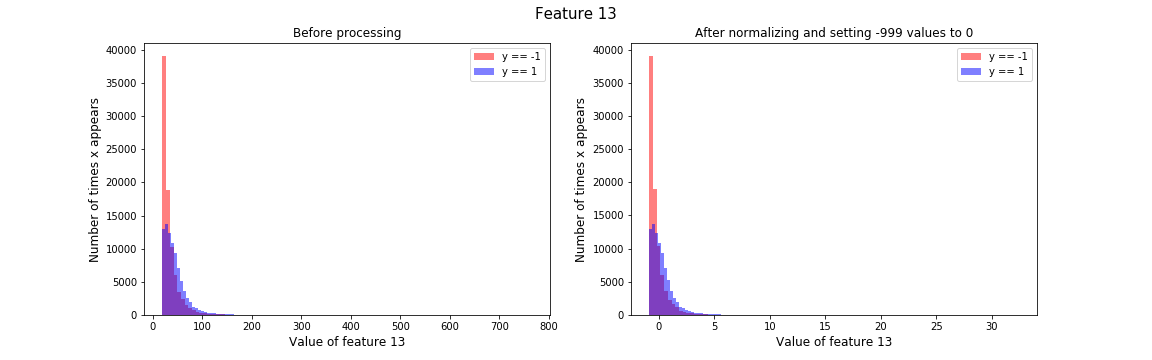 Feature 13
Before processing
After normalizing and setting -999 values to 0
Number of times x appears
40000
35000
30000
25000
20000
15000
10000
5000
0
y == -1
y == 1
0 100 200 300 400 500 600 700 800
Value of feature 13
Number of times x appears
40000
35000
30000
25000
20000
15000
10000
5000
0
y == -1
y == 1
0 5 10 15 20 25 30
Value of feature 13